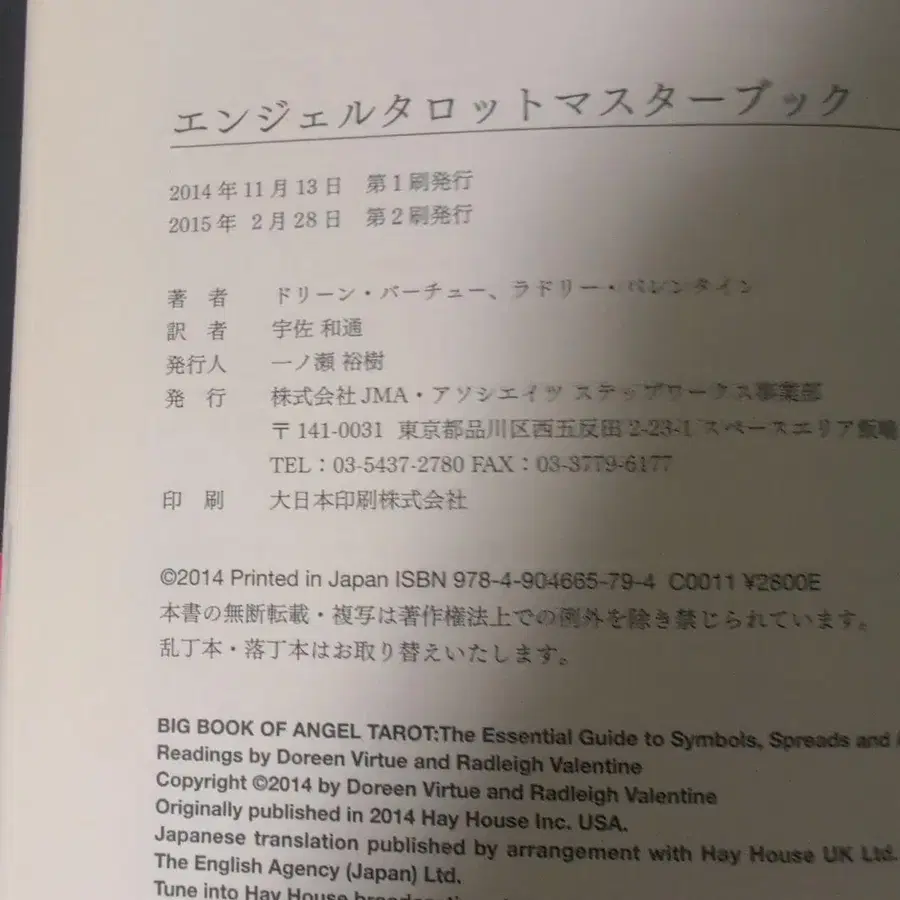 エンジェルタロットマスターブック
2014年11月13日 第1刷発行
2015年 2月28日 第2刷発行
著 者 ドリーン・バーチュー、ラドリー・バレンタイン
訳 者 宇佐 和通
発行人 一ノ瀬 裕樹
発 行 株式会社JMA・アソシエイツ ステップワークス事業部
〒141-0031 東京都品川区西五反田 2-23-1 スペースエリア飯嶋
TEL：03-5437-2780 FAX：03-3779-6177
印 刷 大日本印刷株式会社
©2014 Printed in Japan ISBN 978-4-904665-79-4 C0011 ¥2800E
本書の無断転載・複写は著作権法上での例外を除き禁じられています。
乱丁本・落丁本はお取り替えいたします。
BIG BOOK OF ANGEL TAROT:The Essential Guide to Symbols, Spreads and
Readings by Doreen Virtue and Radleigh Valentine
Copyright ©2014 by Doreen Virtue and Radleigh Valentine
Originally published in 2014 Hay House Inc. USA.
Japanese translation published by arrangement with Hay House UK Ltd.
The English Agency (Japan) Ltd.
Tune into Hay House